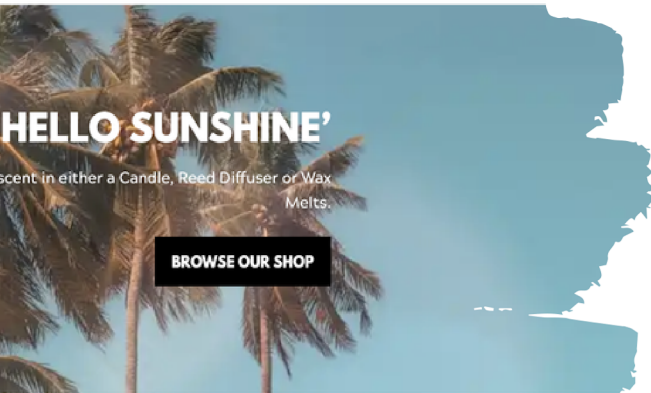 HELLO SUNSHINE’
scent in either a Candle, Reed Diffuser or Wax
Melts.
BROWSE OUR SHOP